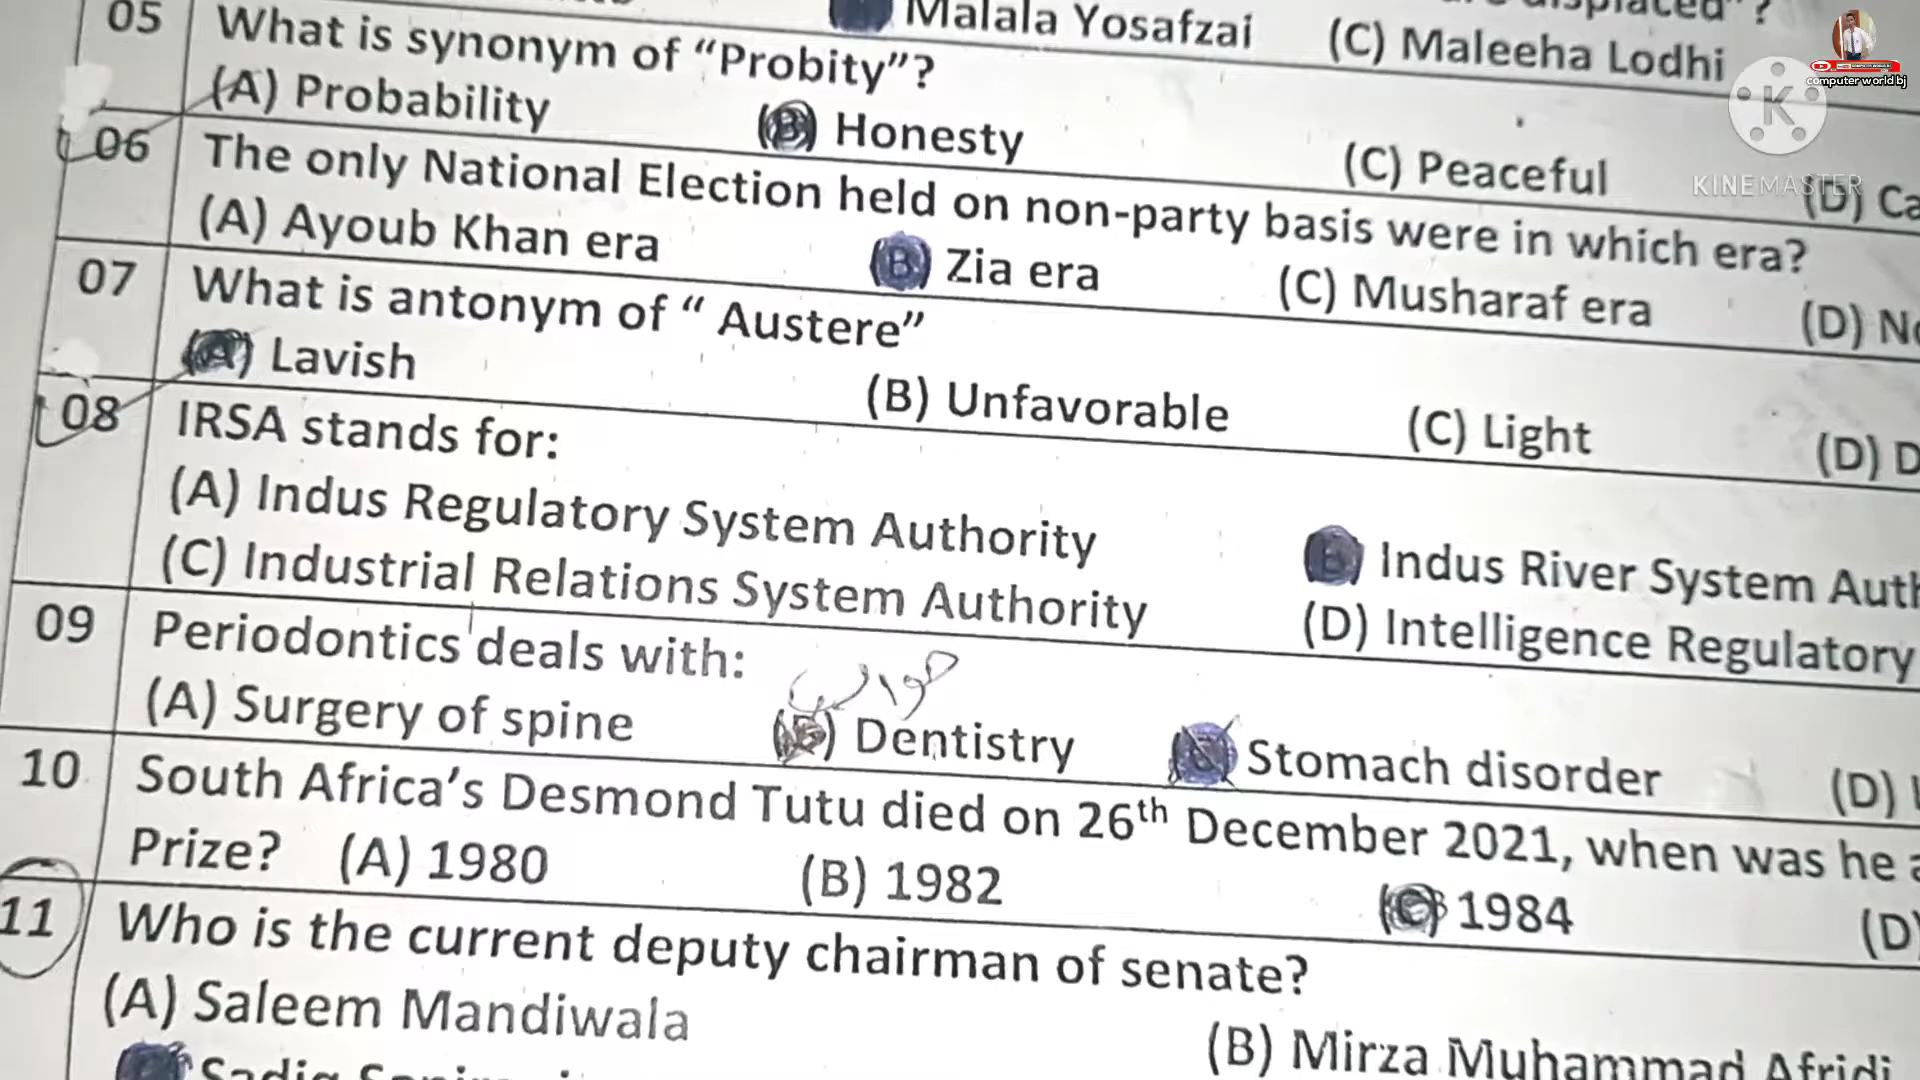 Malala Yosafzai (C) Maleeha Lodhi
05 What is synonym of “Probity”?
(A) Probability (B) Honesty (C) Peaceful (D) Ca
06 The only National Election held on non-party basis were in which era?
(A) Ayoub Khan era (B) Zia era (C) Musharaf era (D) No
07 What is antonym of “ Austere”
(A) Lavish (B) Unfavorable (C) Light (D) D
08 IRSA stands for:
(A) Indus Regulatory System Authority Indus River System Auth
(C) Industrial Relations System Authority (D) Intelligence Regulatory
09 Periodontics deals with:
(A) Surgery of spine (B) Dentistry Stomach disorder (D)
10 South Africa’s Desmond Tutu died on 26th December 2021, when was he a
Prize? (A) 1980 (B) 1982 (C) 1984 (D)
11 Who is the current deputy chairman of senate?
(A) Saleem Mandiwala (B) Mirza Muhammad Afridi
computer world bj
KINEMASTER